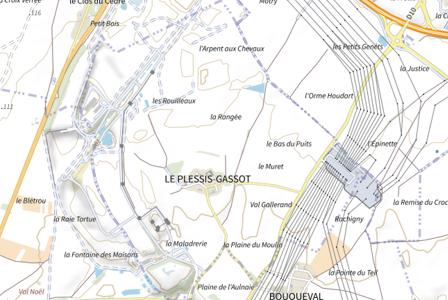 le Clos du Cèdre
Motry
Petit Bois
D10
.115
l'Arpent aux Chevaux
les Petits Genêts
la Justice
l'Orme Houdart
les Rouilleaux
.111
la Rangée
le Bas du Puits
l'Épinette
le Muret
LE PLESSIS-GASSOT
le Blétrou
Val Gallerand
la Remise du Croc
la Raie Tortue
Rachigny
la Maladrerie
la Plaine du Moulin
la Fontaine des Maisons
la Pointe du Teil
Val Noël
Plaine de l'Aulnaie
BOUQUEVAL